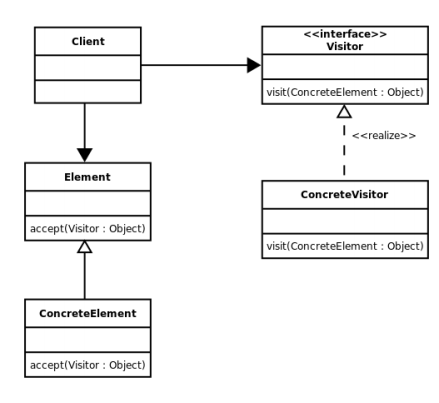 Client
<<interface>>
Visitor
visit(ConcreteElement : Object)
<<realize>>
Element
accept(Visitor : Object)
ConcreteVisitor
visit(ConcreteElement : Object)
ConcreteElement
accept(Visitor : Object)